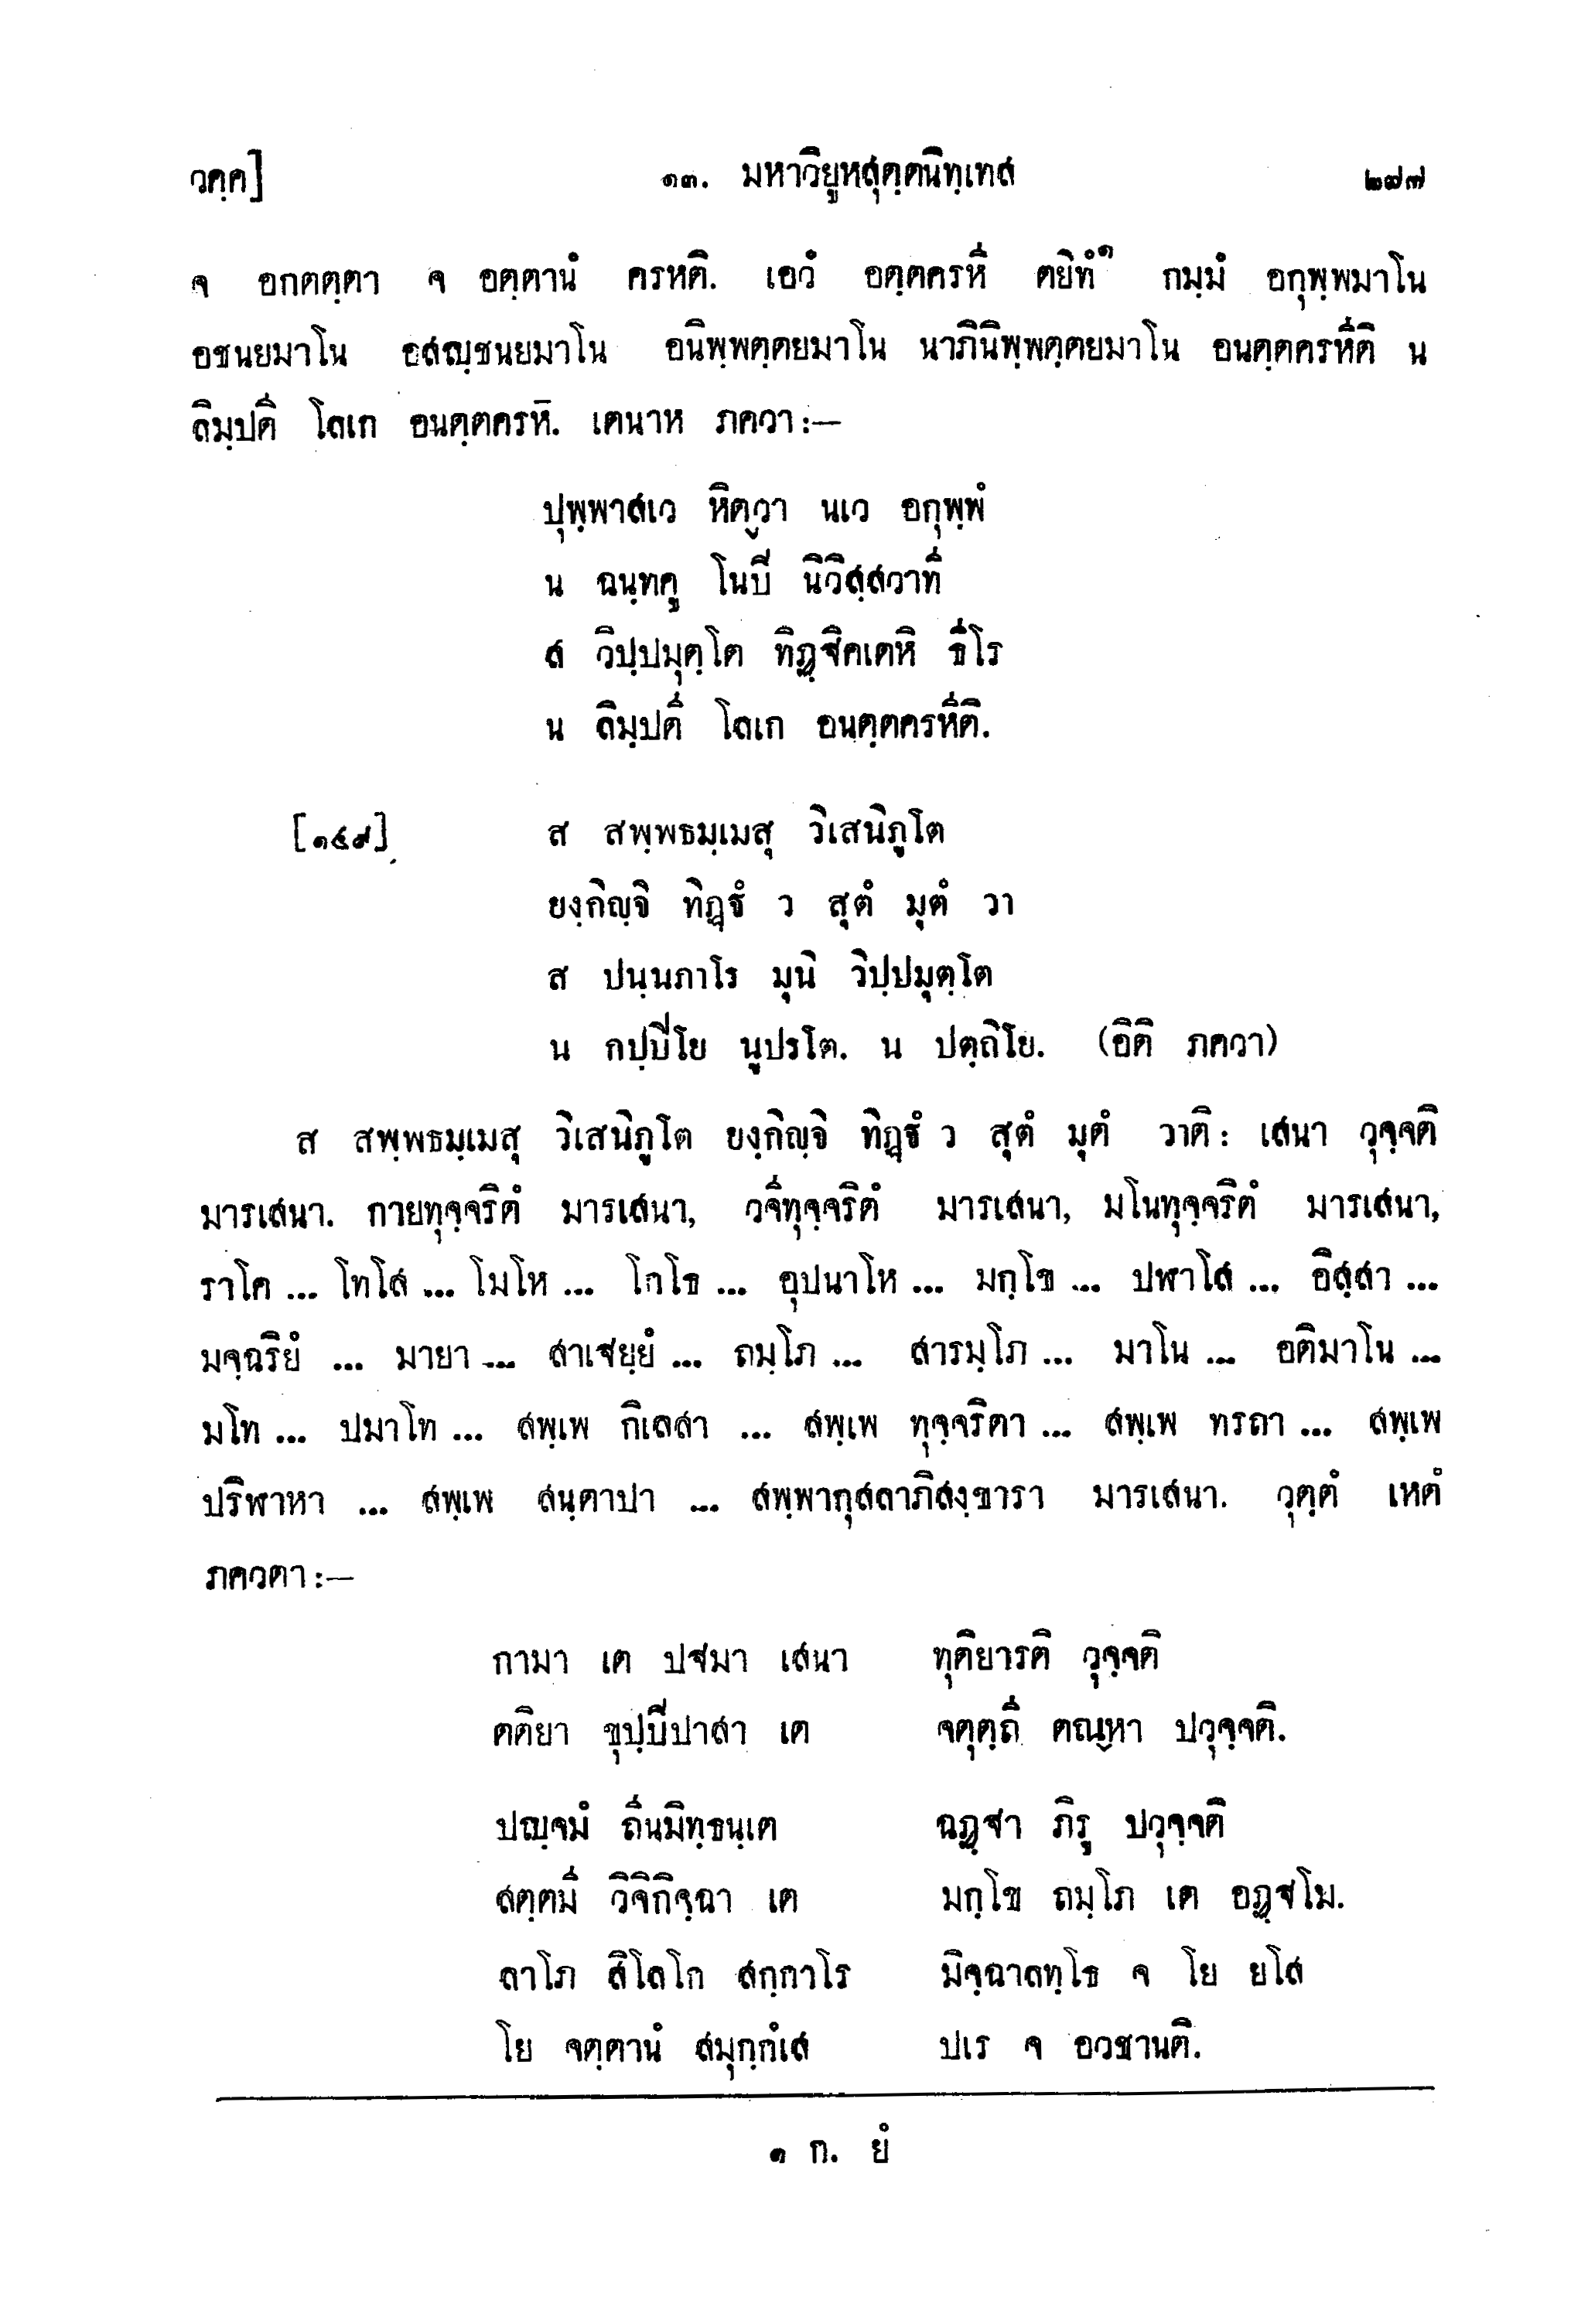 วคฺค]
๑๓. มหาวิยูหสุตฺตนิทฺเทส
๒๙๗
จ อกตตฺตา จ อตฺตานํ ครหติ. เอวํ อตฺตครหี ตยิทํ๑ กมฺมํ อกุพฺพมาโน
อชนยมาโน อสญฺชนยมาโน อนิพฺพตฺตยมาโน นาภินิพฺพตฺตยมาโน อนตฺตครหีติ น
ลิมฺปติ โลเก อนตฺตครหี. เตนาห ภควา :—
ปุพฺพาสเว หิตฺวา นเว อกุพฺพํ
น ฉนฺทคู โนปิ นิวิสฺสวาที
ส วิปฺปมุตฺโต ทิฏฺฐิคเตหิ ธีโร
น ลิมฺปติ โลเก อนตฺตครหีติ.
[๑๕๙]
ส สพฺพธมฺเมสุ วิเสนิภูโต
ยงฺกิญฺจิ ทิฏฺฐํ ว สุตํ มุตํ วา
ส ปนฺนภาโร มุนิ วิปฺปมุตฺโต
น กปฺปิโย นูปรโต. น ปตฺถิโย. (อิติ ภควา)
ส สพฺพธมฺเมสุ วิเสนิภูโต ยงฺกิญฺจิ ทิฏฺฐํ ว สุตํ มุตํ วาติ : เสนา วุจฺจติ
มารเสนา. กายทุจฺจริตํ มารเสนา, วจีทุจฺจริตํ มารเสนา, มโนทุจฺจริตํ มารเสนา,
ราโค ... โทโส ... โมโห ... โกโธ ... อุปนาโห ... มกฺโข ... ปฬาโส ... อิสฺสา ...
มจฺฉริยํ ... มายา ... สาเฐยฺยํ ... ถมฺโภ ... สารมฺโภ ... มาโน ... อติมาโน ...
มโท ... ปมาโท ... สพฺเพ กิเลสา ... สพฺเพ ทุจฺจริตา ... สพฺเพ ทรถา ... สพฺเพ
ปริฬาหา ... สพฺเพ สนฺตาปา ... สพฺพากุสลาภิสงฺขารา มารเสนา. วุตฺตํ เหตํ
ภควตา :—
กามา เต ปฐมา เสนา ทุติยารติ วุจฺจติ
ตติยา ขุปฺปิปาสา เต จตุตฺถี ตณฺหา ปวุจฺจติ.
ปญฺจมํ ถีนมิทฺธนฺเต ฉฏฺฐา ภิรู ปวุจฺจติ
สตฺตมี วิจิกิจฺฉา เต มกฺโข ถมฺโภ เต อฏฺฐโม.
ลาโภ สิโลโก สกฺกาโร มิจฺฉาลทฺโธ จ โย ยโส
โย จตฺตานํ สมุกฺกํเส ปเร จ อวชานติ.
๑ ก. ยํ